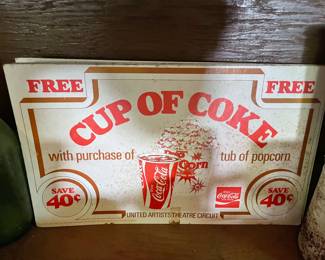 FREE FREE
CUP OF COKE
with purchase of tub of popcorn
Corn
Coca-Cola
SAVE 40¢
Coca-Cola
SAVE 40¢
UNITED ARTISTS THEATRE CIRCUIT